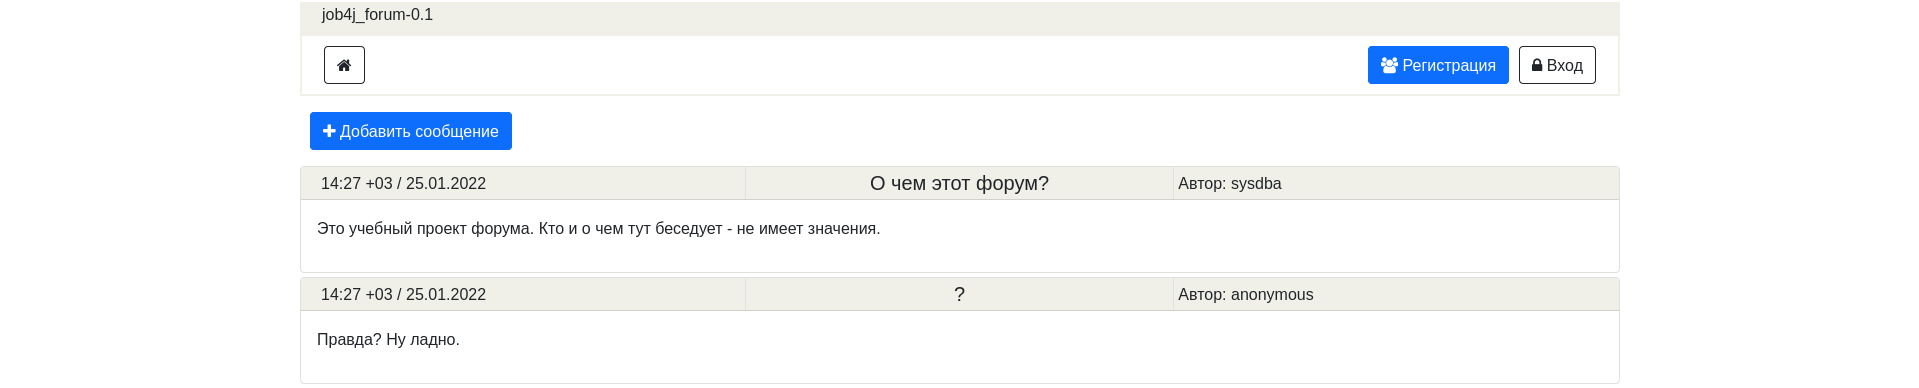 job4j_forum-0.1
Регистрация Вход
Добавить сообщение
14:27 +03 / 25.01.2022 О чем этот форум? Автор: sysdba
Это учебный проект форума. Кто и о чем тут беседует - не имеет значения.
14:27 +03 / 25.01.2022 ? Автор: anonymous
Правда? Ну ладно.